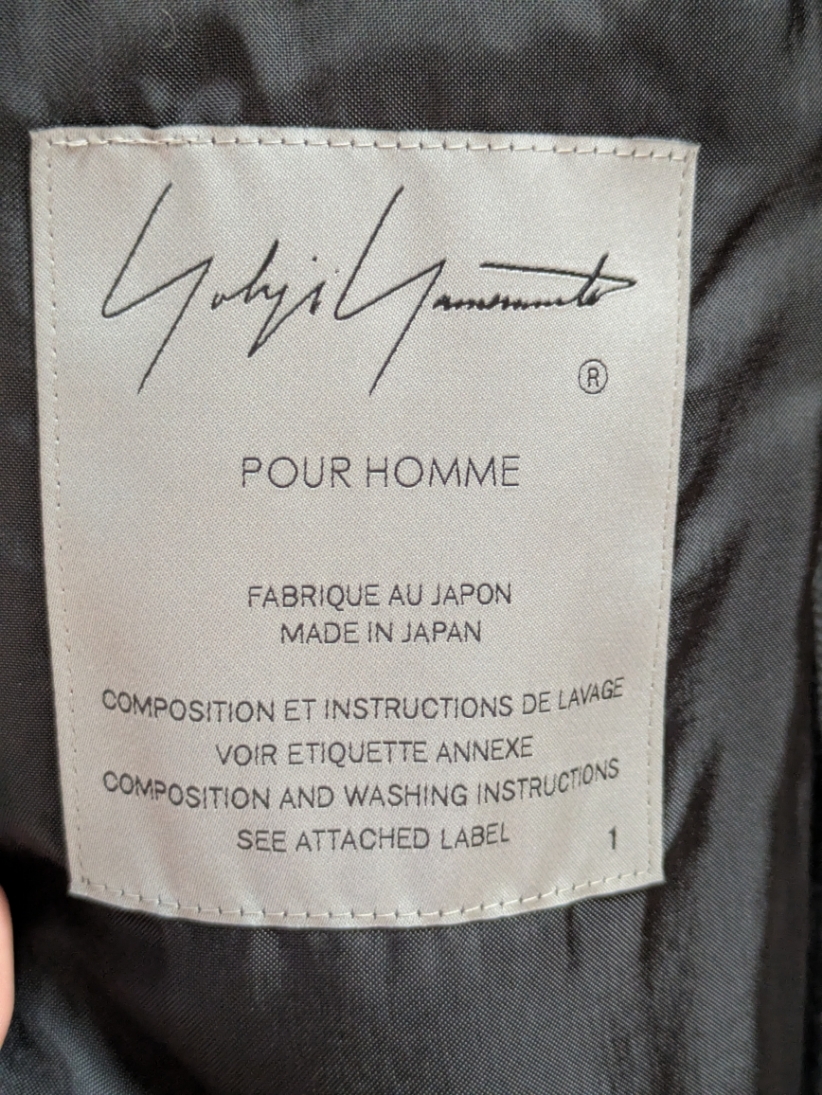 Yohji Yamamoto
®
POUR HOMME
FABRIQUE AU JAPON
MADE IN JAPAN
COMPOSITION ET INSTRUCTIONS DE LAVAGE
VOIR ETIQUETTE ANNEXE
COMPOSITION AND WASHING INSTRUCTIONS
SEE ATTACHED LABEL 1